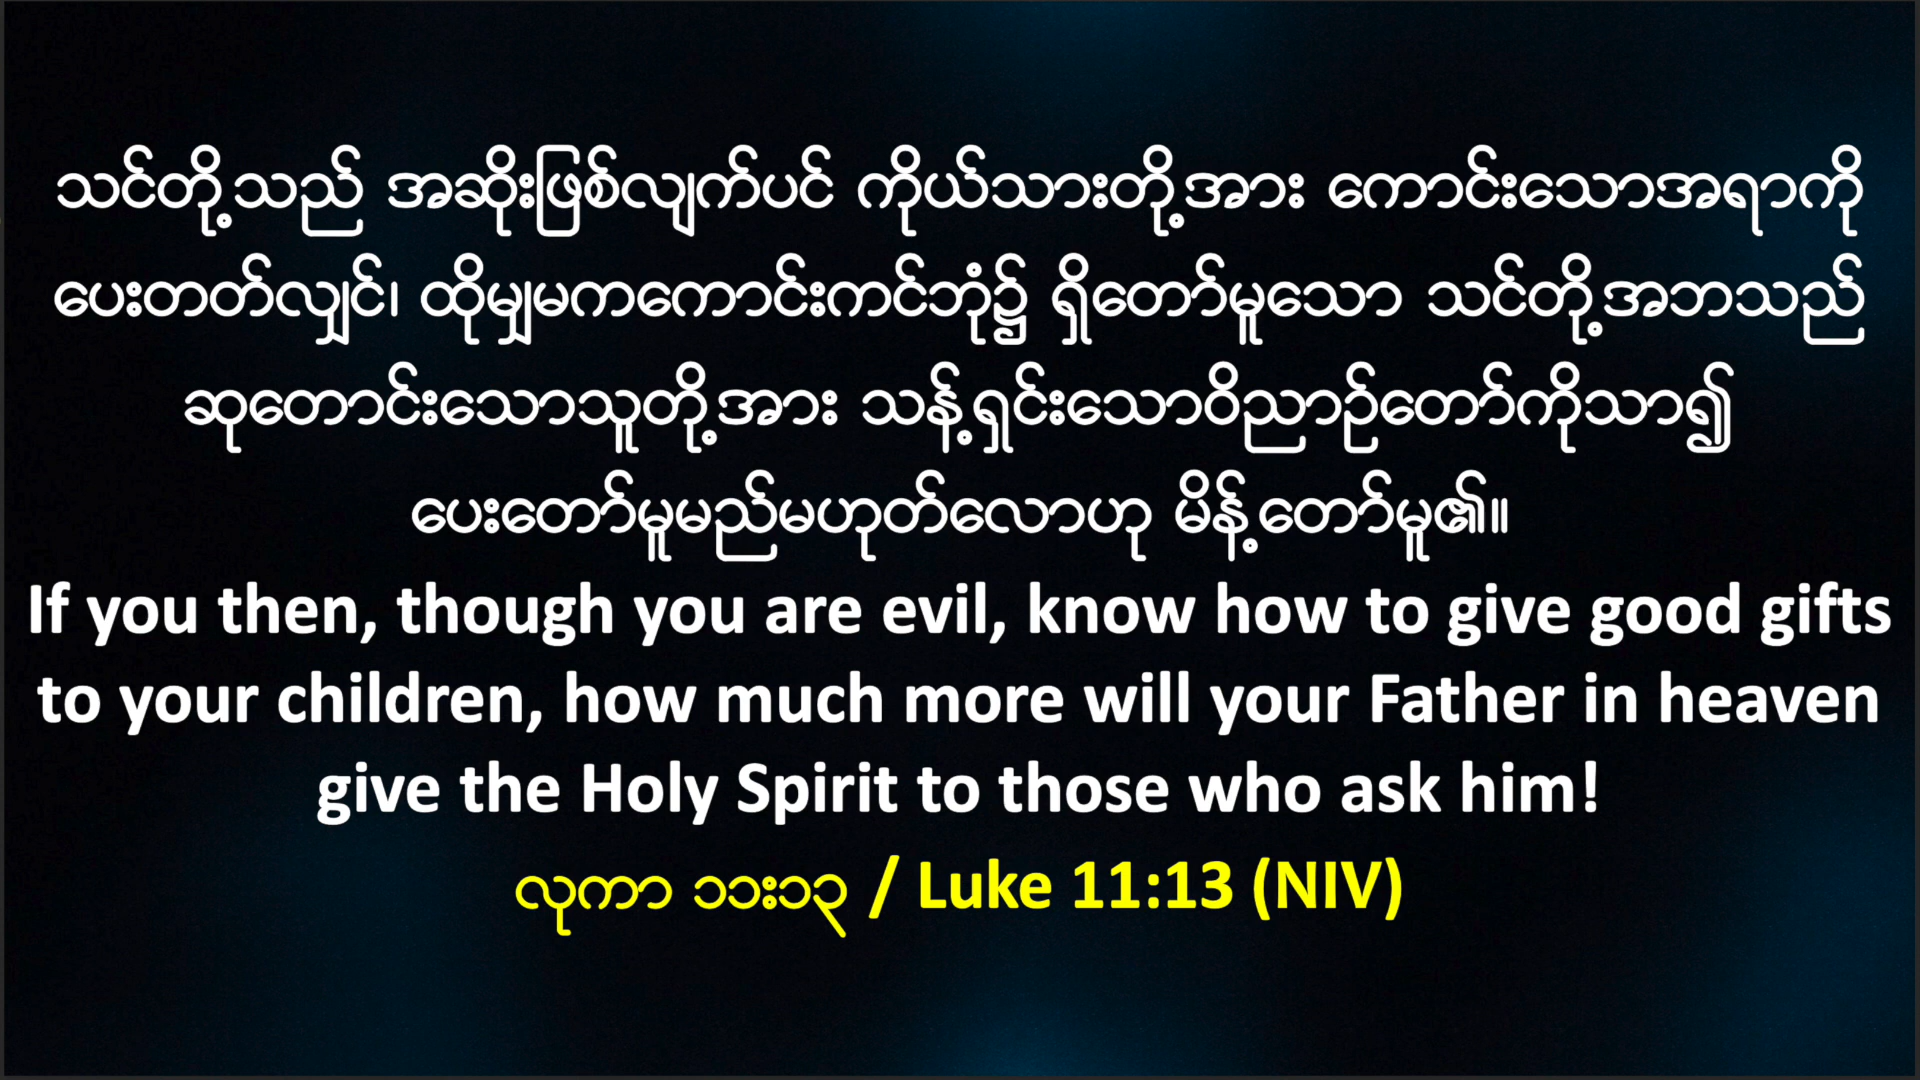 သင်တို့သည် အဆိုးဖြစ်လျက်ပင် ကိုယ်သားတို့အား ကောင်းသောအရာကို
ပေးတတ်လျှင်၊ ထိုမျှမကကောင်းကင်ဘုံ၌ ရှိတော်မူသော သင်တို့အဘသည်
ဆုတောင်းသောသူတို့အား သန့်ရှင်းသောဝိညာဉ်တော်ကိုသာ၍
ပေးတော်မူမည်မဟုတ်လောဟု မိန့်တော်မူ၏။
If you then, though you are evil, know how to give good gifts
to your children, how much more will your Father in heaven
give the Holy Spirit to those who ask him!
လုကာ ၁၁း၁၃ / Luke 11:13 (NIV)